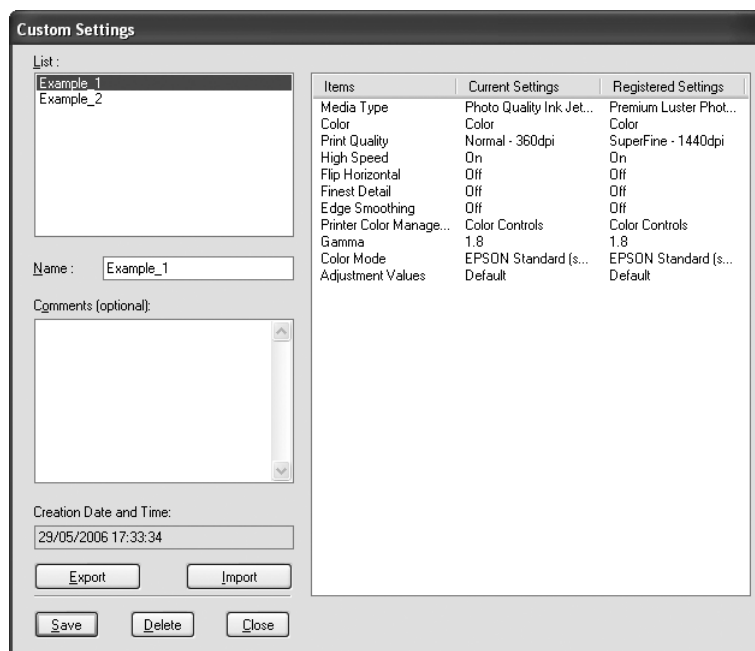 Custom Settings
List :
Example_1
Example_2
Name : Example_1
Comments (optional):
Creation Date and Time:
29/05/2006 17:33:34
Export Import
Save Delete Close
Items Current Settings Registered Settings
Media Type Photo Quality Ink Jet... Premium Luster Phot...
Color Color Color
Print Quality Normal - 360dpi SuperFine - 1440dpi
High Speed On On
Flip Horizontal Off Off
Finest Detail Off Off
Edge Smoothing Off Off
Printer Color Manage... Color Controls Color Controls
Gamma 1.8 1.8
Color Mode EPSON Standard (s... EPSON Standard (s...
Adjustment Values Default Default